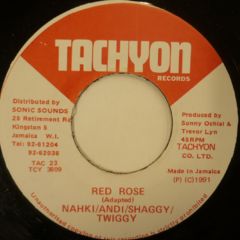 TACHYON
RECORDS
Distributed by
SONIC SOUNDS
25 Retirement Rd
Kingston 5
Jamaica W.I.
Tel: 92-61204
92-62938
TAC 23
TCY 3809
Produced by
Sonny Ochiai &
Trevor Lyn
45RPM
TACHYON
CO. LTD.
Made in Jamaica
(P) (C)1991
RED ROSE
(Adapted)
NAHKI/ANDI/SHAGGY/
TWIGGY